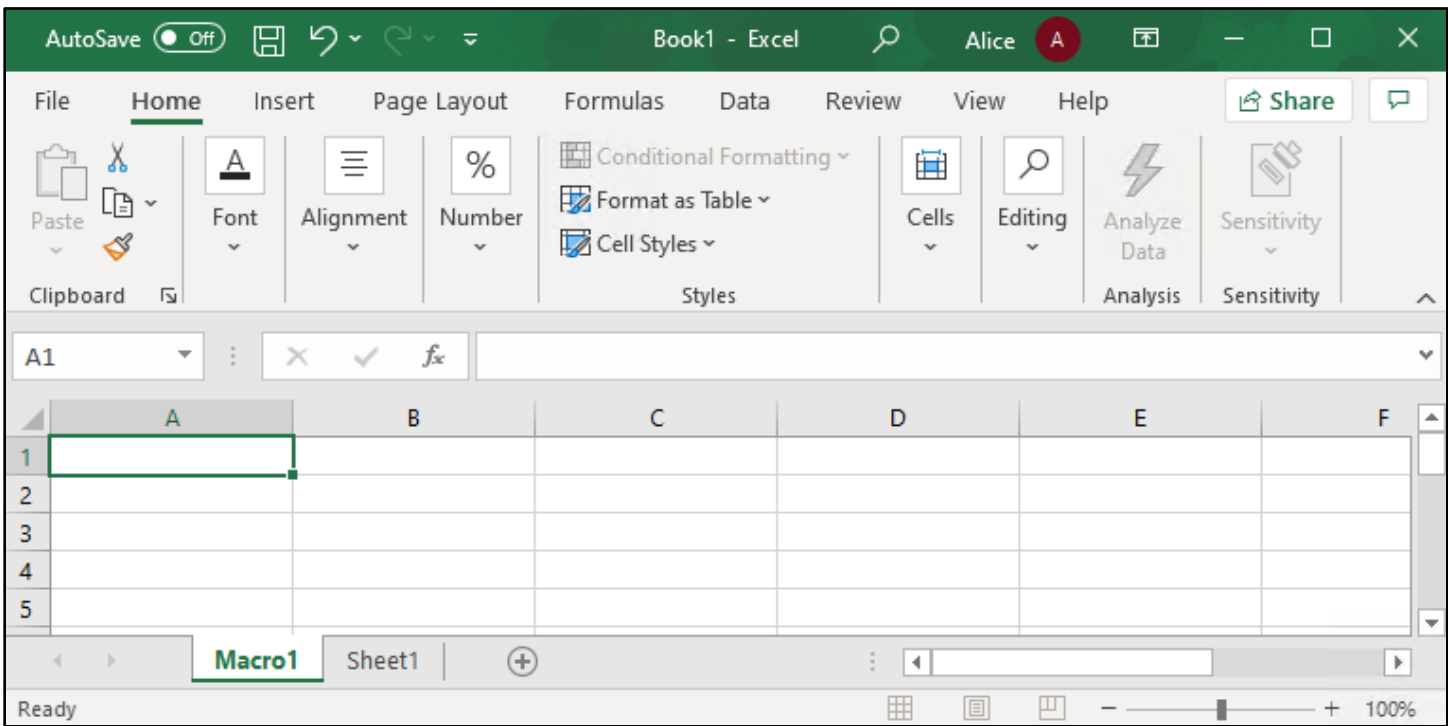 AutoSave Off Book1 - Excel Alice A
File Home Insert Page Layout Formulas Data Review View Help Share
Paste
Clipboard
A
Font
Alignment
%
Number
Conditional Formatting
Format as Table
Cell Styles
Styles
Cells
Editing
Analyze
Data
Analysis
Sensitivity
Sensitivity
A1 fx
A B C D E F
1
2
3
4
5
Macro1 Sheet1
Ready 100%